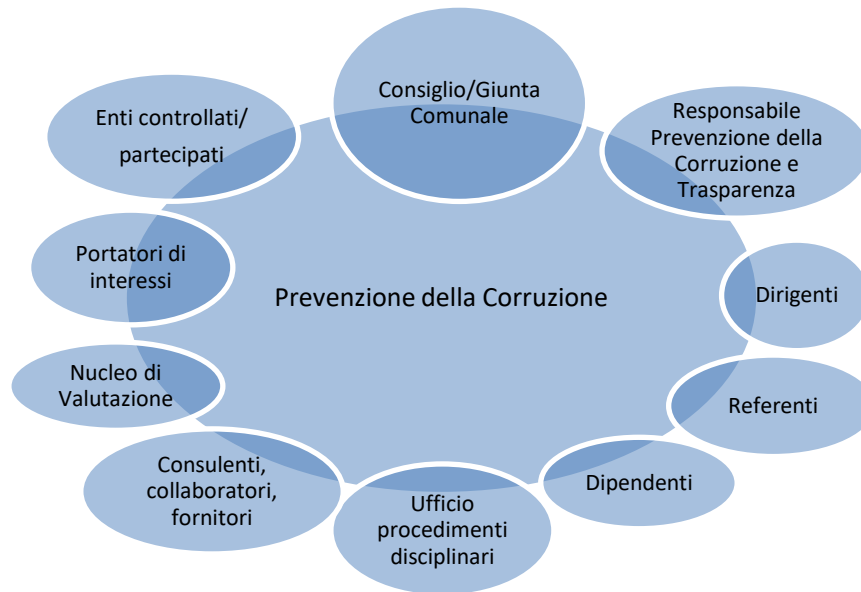 Consiglio/Giunta
Comunale
Responsabile
Prevenzione della
Corruzione e
Trasparenza
Dirigenti
Referenti
Dipendenti
Ufficio
procedimenti
disciplinari
Consulenti,
collaboratori,
fornitori
Nucleo di
Valutazione
Portatori di
interessi
Enti controllati/
partecipati
Prevenzione della Corruzione